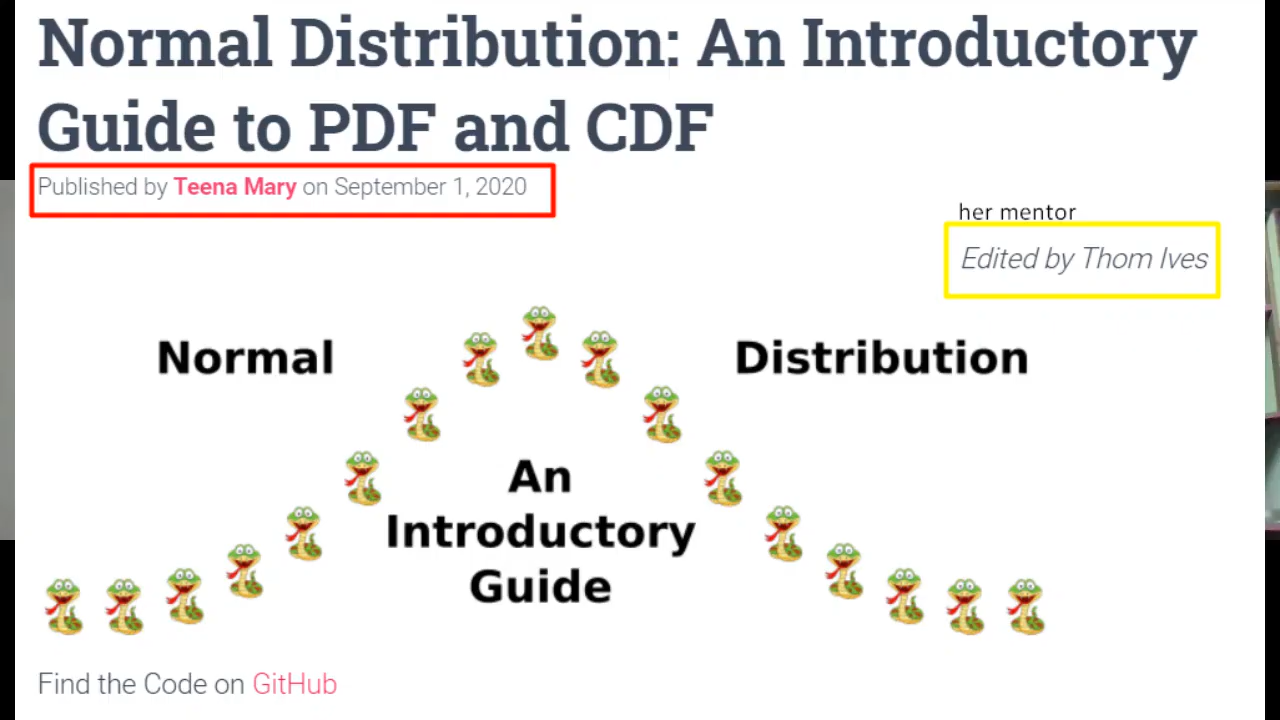 Normal Distribution: An Introductory
Guide to PDF and CDF
Published by Teena Mary on September 1, 2020
her mentor
Edited by Thom Ives
Normal Distribution
An
Introductory
Guide
Find the Code on GitHub